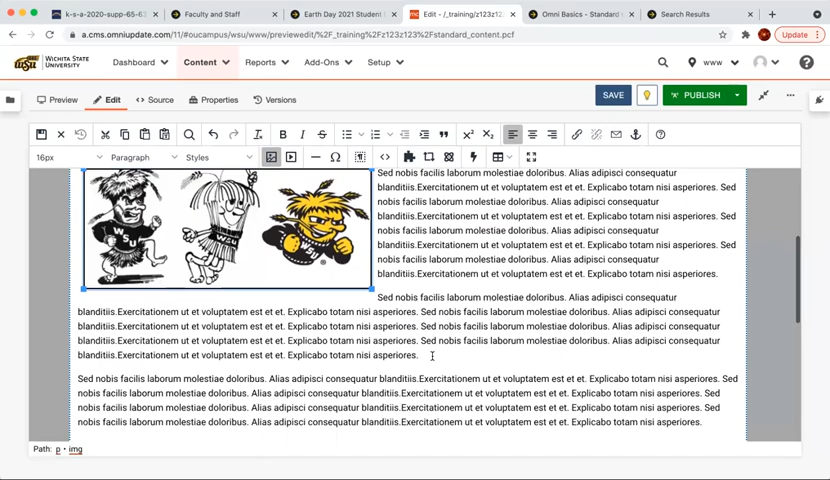 k-s-a-2020-supp-65-63
Faculty and Staff
Earth Day 2021 Student
Edit – /_training/z123z12
Omni Basics – Standard
Search Results
a.cms.omniupdate.com/11/#oucampus/wsu/www/previewedit/%2F_training%2Fz123z123%2Fstandard_content.pcf
Update
WSU
WICHITA STATE
UNIVERSITY
Dashboard
Content
Reports
Add-Ons
Setup
www
Preview
Edit
Source
Properties
Versions
SAVE
PUBLISH
B I S
X² X₂
16px
Paragraph
Styles
Sed nobis facilis laborum molestiae doloribus. Alias adipisci consequatur
blanditiis.Exercitationem ut et voluptatem est et et. Explicabo totam nisi asperiores. Sed
nobis facilis laborum molestiae doloribus. Alias adipisci consequatur
blanditiis.Exercitationem ut et voluptatem est et et. Explicabo totam nisi asperiores. Sed
nobis facilis laborum molestiae doloribus. Alias adipisci consequatur
blanditiis.Exercitationem ut et voluptatem est et et. Explicabo totam nisi asperiores. Sed
nobis facilis laborum molestiae doloribus. Alias adipisci consequatur
blanditiis.Exercitationem ut et voluptatem est et et. Explicabo totam nisi asperiores.
WSU
WSU
Sed nobis facilis laborum molestiae doloribus. Alias adipisci consequatur
blanditiis.Exercitationem ut et voluptatem est et et. Explicabo totam nisi asperiores. Sed nobis facilis laborum molestiae doloribus. Alias adipisci consequatur
blanditiis.Exercitationem ut et voluptatem est et et. Explicabo totam nisi asperiores. Sed nobis facilis laborum molestiae doloribus. Alias adipisci consequatur
blanditiis.Exercitationem ut et voluptatem est et et. Explicabo totam nisi asperiores. Sed nobis facilis laborum molestiae doloribus. Alias adipisci consequatur
blanditiis.Exercitationem ut et voluptatem est et et. Explicabo totam nisi asperiores.
Sed nobis facilis laborum molestiae doloribus. Alias adipisci consequatur blanditiis.Exercitationem ut et voluptatem est et et. Explicabo totam nisi asperiores. Sed
nobis facilis laborum molestiae doloribus. Alias adipisci consequatur blanditiis.Exercitationem ut et voluptatem est et et. Explicabo totam nisi asperiores. Sed
nobis facilis laborum molestiae doloribus. Alias adipisci consequatur blanditiis.Exercitationem ut et voluptatem est et et. Explicabo totam nisi asperiores. Sed
nobis facilis laborum molestiae doloribus. Alias adipisci consequatur blanditiis.Exercitationem ut et voluptatem est et et. Explicabo totam nisi asperiores.
Path: p • img